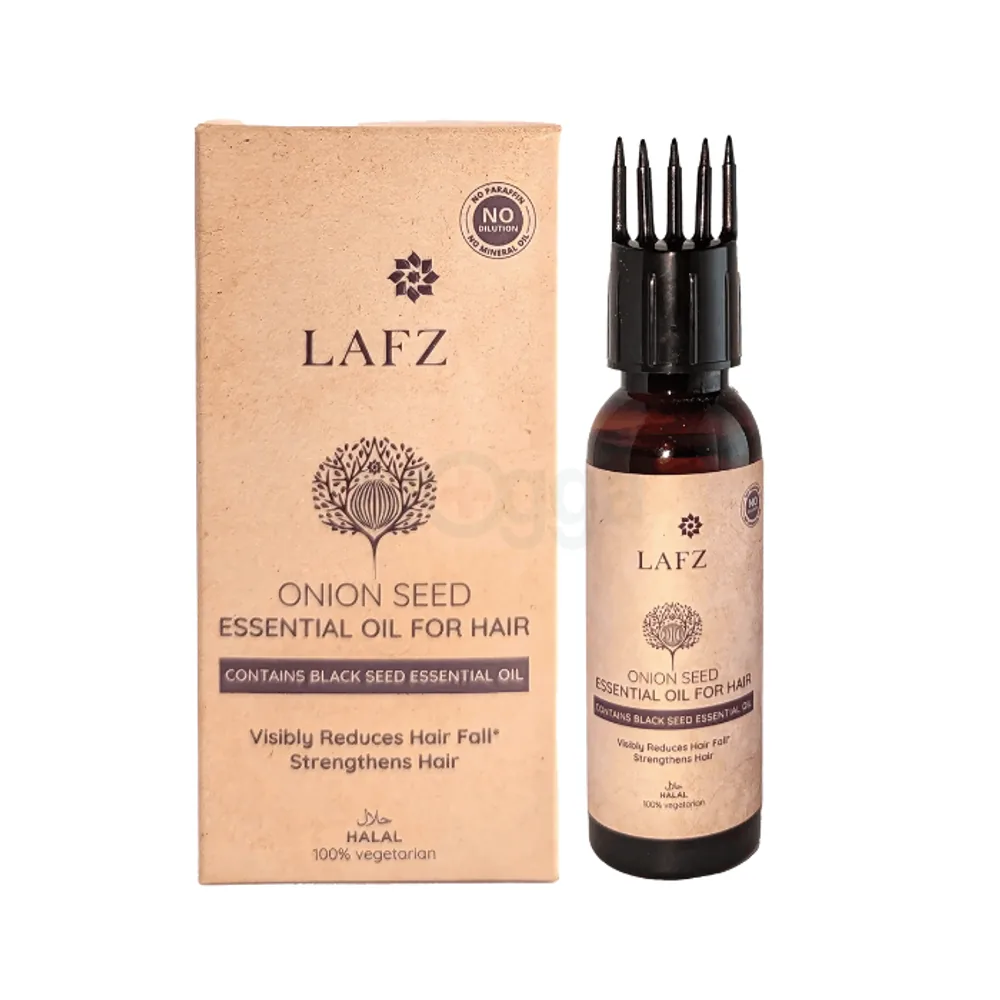 NO PARAFFIN
NO
DILUTION
NO MINERAL OIL
LAFZ
ONION SEED
ESSENTIAL OIL FOR HAIR
CONTAINS BLACK SEED ESSENTIAL OIL
Visibly Reduces Hair Fall*
Strengthens Hair
حلال
HALAL
100% vegetarian
NO
LAFZ
ONION SEED
ESSENTIAL OIL FOR HAIR
CONTAINS BLACK SEED ESSENTIAL OIL
Visibly Reduces Hair Fall*
Strengthens Hair
حلال
HALAL
100% vegetarian